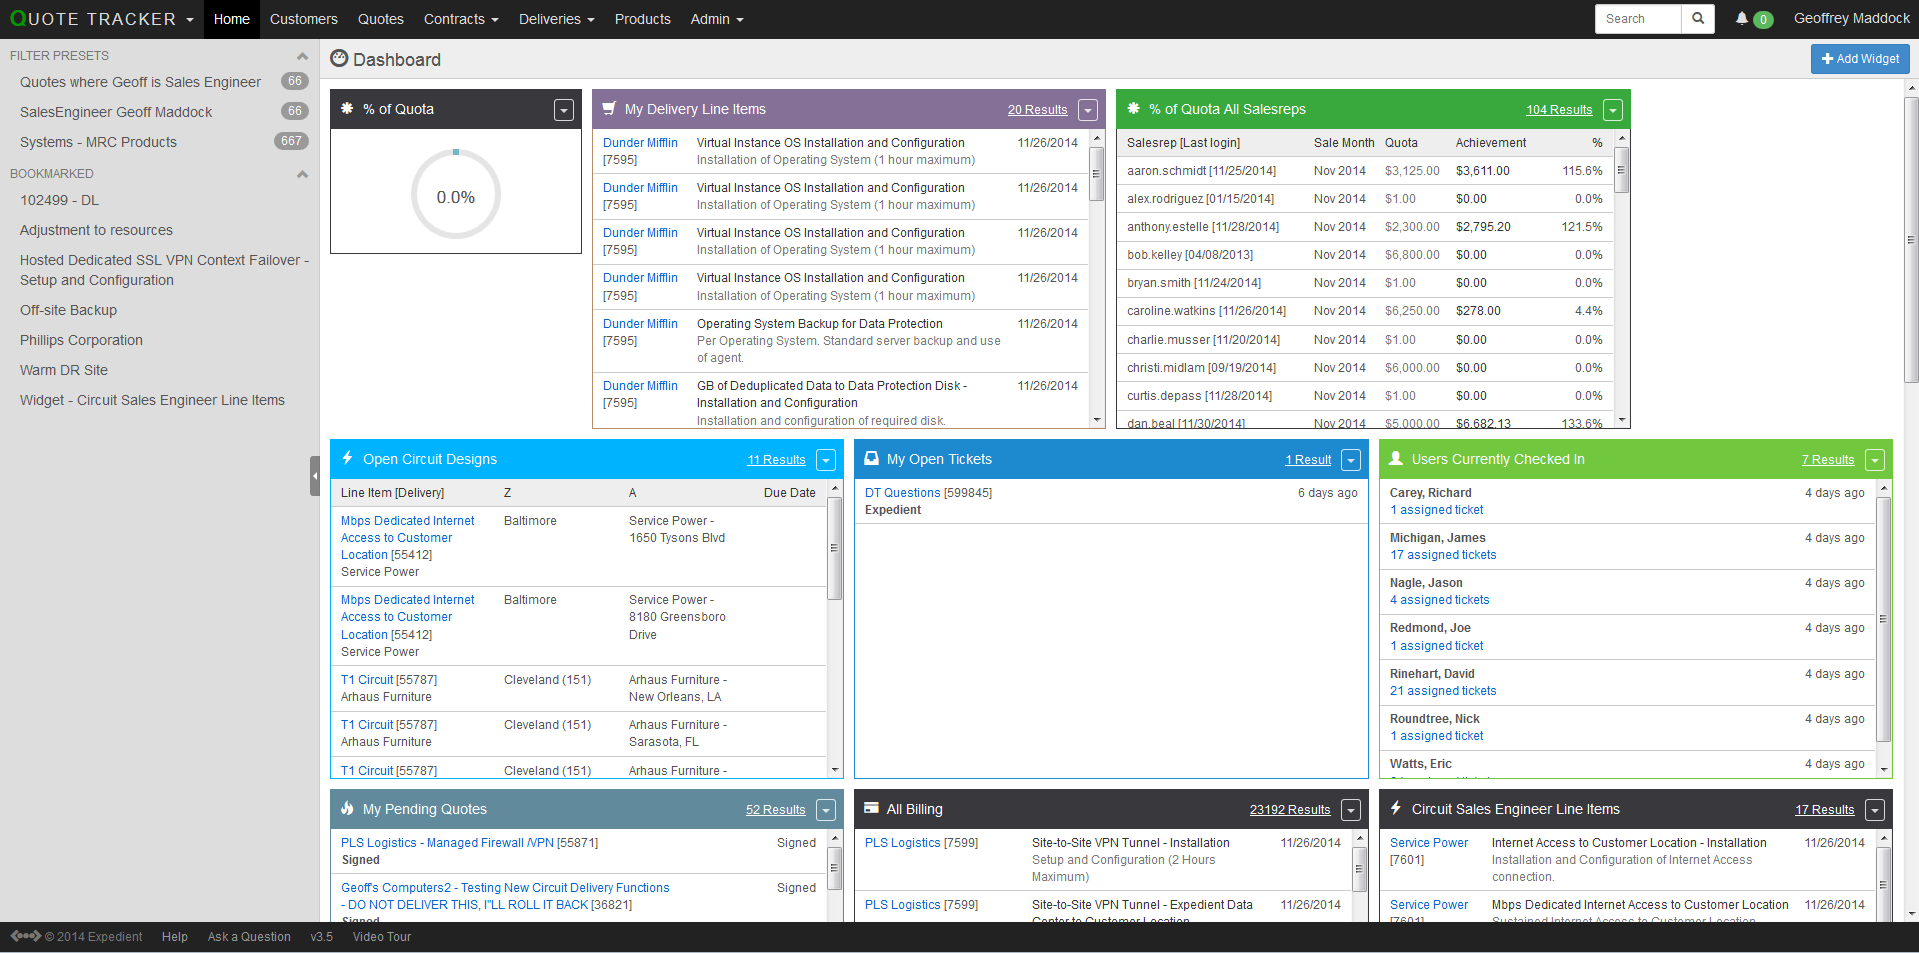 QUOTE TRACKER Home Customers Quotes Contracts Deliveries Products Admin Search 0 Geoffrey Maddock
FILTER PRESETS
Quotes where Geoff is Sales Engineer 66
SalesEngineer Geoff Maddock 66
Systems - MRC Products 667
BOOKMARKED
102499 - DL
Adjustment to resources
Hosted Dedicated SSL VPN Context Failover -
Setup and Configuration
Off-site Backup
Phillips Corporation
Warm DR Site
Widget - Circuit Sales Engineer Line Items
Dashboard Add Widget
% of Quota
0.0%
My Delivery Line Items 20 Results
Dunder Mifflin Virtual Instance OS Installation and Configuration 11/26/2014
[7595] Installation of Operating System (1 hour maximum)
Dunder Mifflin Virtual Instance OS Installation and Configuration 11/26/2014
[7595] Installation of Operating System (1 hour maximum)
Dunder Mifflin Virtual Instance OS Installation and Configuration 11/26/2014
[7595] Installation of Operating System (1 hour maximum)
Dunder Mifflin Virtual Instance OS Installation and Configuration 11/26/2014
[7595] Installation of Operating System (1 hour maximum)
Dunder Mifflin Operating System Backup for Data Protection 11/26/2014
[7595] Per Operating System. Standard server backup and use
of agent.
Dunder Mifflin GB of Deduplicated Data to Data Protection Disk - 11/26/2014
[7595] Installation and Configuration
Installation and configuration of required disk.
% of Quota All Salesreps 104 Results
Salesrep [Last login] Sale Month Quota Achievement %
aaron.schmidt [11/25/2014] Nov 2014 $3,125.00 $3,611.00 115.6%
alex.rodriguez [01/15/2014] Nov 2014 $1.00 $0.00 0.0%
anthony.estelle [11/28/2014] Nov 2014 $2,300.00 $2,795.20 121.5%
bob.kelley [04/08/2013] Nov 2014 $6,800.00 $0.00 0.0%
bryan.smith [11/24/2014] Nov 2014 $1.00 $0.00 0.0%
caroline.watkins [11/26/2014] Nov 2014 $6,250.00 $278.00 4.4%
charlie.musser [11/20/2014] Nov 2014 $1.00 $0.00 0.0%
christi.midlam [09/19/2014] Nov 2014 $6,000.00 $0.00 0.0%
curtis.depass [11/28/2014] Nov 2014 $1.00 $0.00 0.0%
dan.beal [11/30/2014] Nov 2014 $5,000.00 $6,682.13 133.6%
Open Circuit Designs 11 Results
Line Item [Delivery] Z A Due Date
Mbps Dedicated Internet Baltimore Service Power -
Access to Customer 1650 Tysons Blvd
Location [55412]
Service Power
Mbps Dedicated Internet Baltimore Service Power -
Access to Customer 8180 Greensboro
Location [55412] Drive
Service Power
T1 Circuit [55787] Cleveland (151) Arhaus Furniture -
Arhaus Furniture New Orleans, LA
T1 Circuit [55787] Cleveland (151) Arhaus Furniture -
Arhaus Furniture Sarasota, FL
T1 Circuit [55787] Cleveland (151) Arhaus Furniture -
My Open Tickets 1 Result
DT Questions [599845] 6 days ago
Expedient
Users Currently Checked In 7 Results
Carey, Richard 4 days ago
1 assigned ticket
Michigan, James 4 days ago
17 assigned tickets
Nagle, Jason 4 days ago
4 assigned tickets
Redmond, Joe 4 days ago
1 assigned ticket
Rinehart, David 4 days ago
21 assigned tickets
Roundtree, Nick 4 days ago
1 assigned ticket
Watts, Eric 4 days ago
My Pending Quotes 52 Results
PLS Logistics - Managed Firewall /VPN [55871] Signed
Signed
Geoff's Computers2 - Testing New Circuit Delivery Functions Signed
- DO NOT DELIVER THIS, I"LL ROLL IT BACK [36821]
Signed
All Billing 23192 Results
PLS Logistics [7599] Site-to-Site VPN Tunnel - Installation 11/26/2014
Setup and Configuration (2 Hours
Maximum)
PLS Logistics [7599] Site-to-Site VPN Tunnel - Expedient Data 11/26/2014
Center to Customer Location
Circuit Sales Engineer Line Items 17 Results
Service Power Internet Access to Customer Location - Installation 11/26/2014
[7601] Installation and Configuration of Internet Access
connection.
Service Power Mbps Dedicated Internet Access to Customer Location 11/26/2014
[7601] Sustained Internet Access to Customer Location
© 2014 Expedient Help Ask a Question v3.5 Video Tour